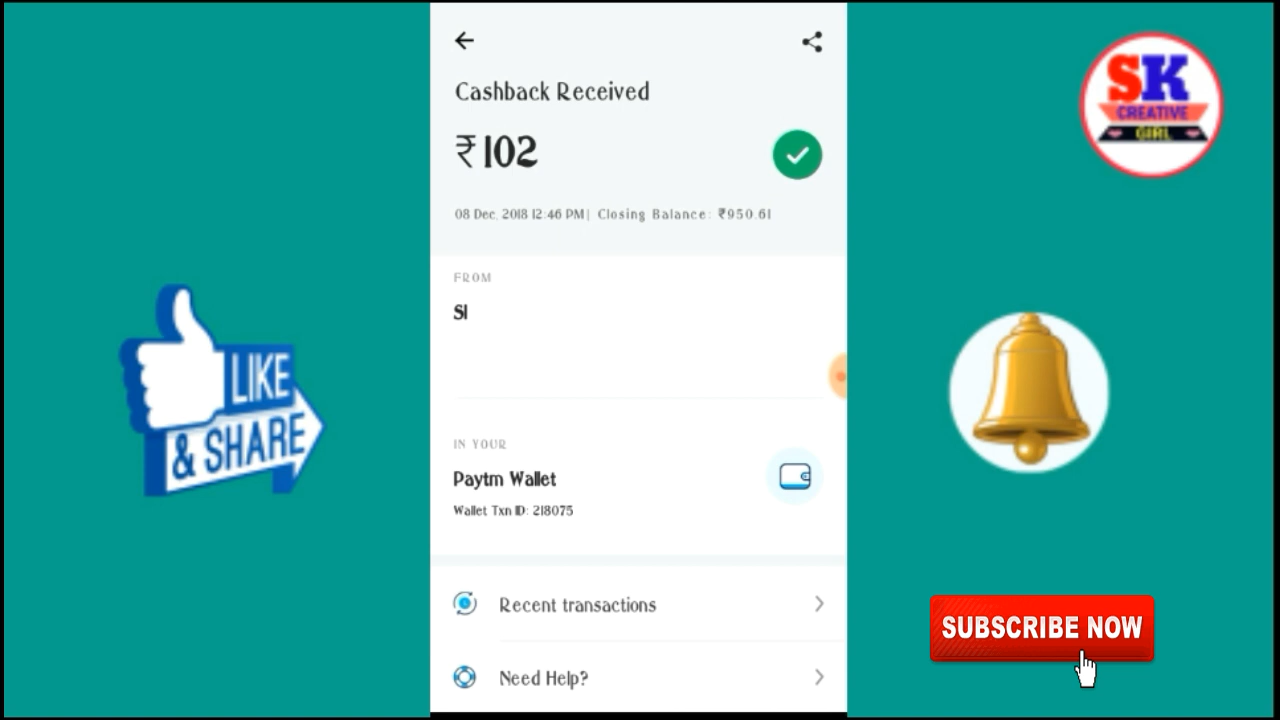 Cashback Received
₹102
08 Dec, 2018 12:46 PM| Closing Balance: ₹950.61
FROM
SI
IN YOUR
Paytm Wallet
Wallet Txn ID: 218075
Recent transactions
Need Help?
LIKE
& SHARE
SK
CREATIVE
GIRL
SUBSCRIBE NOW